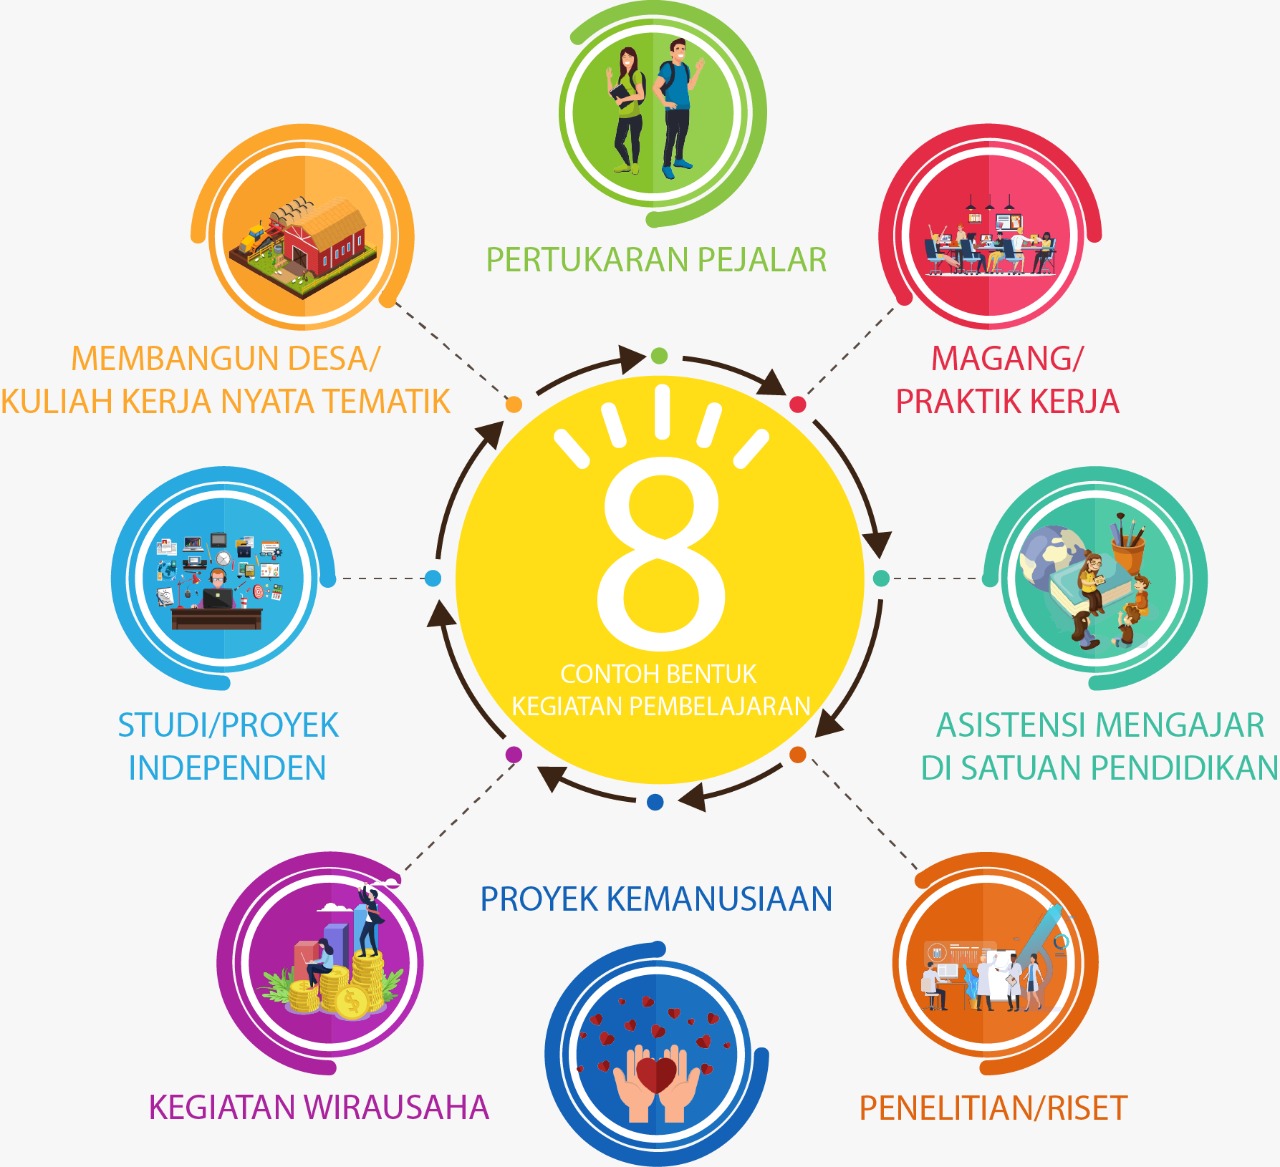 PERTUKARAN PEJALAR
MEMBANGUN DESA/
KULIAH KERJA NYATA TEMATIK
MAGANG/
PRAKTIK KERJA
8
CONTOH BENTUK
KEGIATAN PEMBELAJARAN
STUDI/PROYEK
INDEPENDEN
ASISTENSI MENGAJAR
DI SATUAN PENDIDIKAN
PROYEK KEMANUSIAAN
KEGIATAN WIRAUSAHA
PENELITIAN/RISET